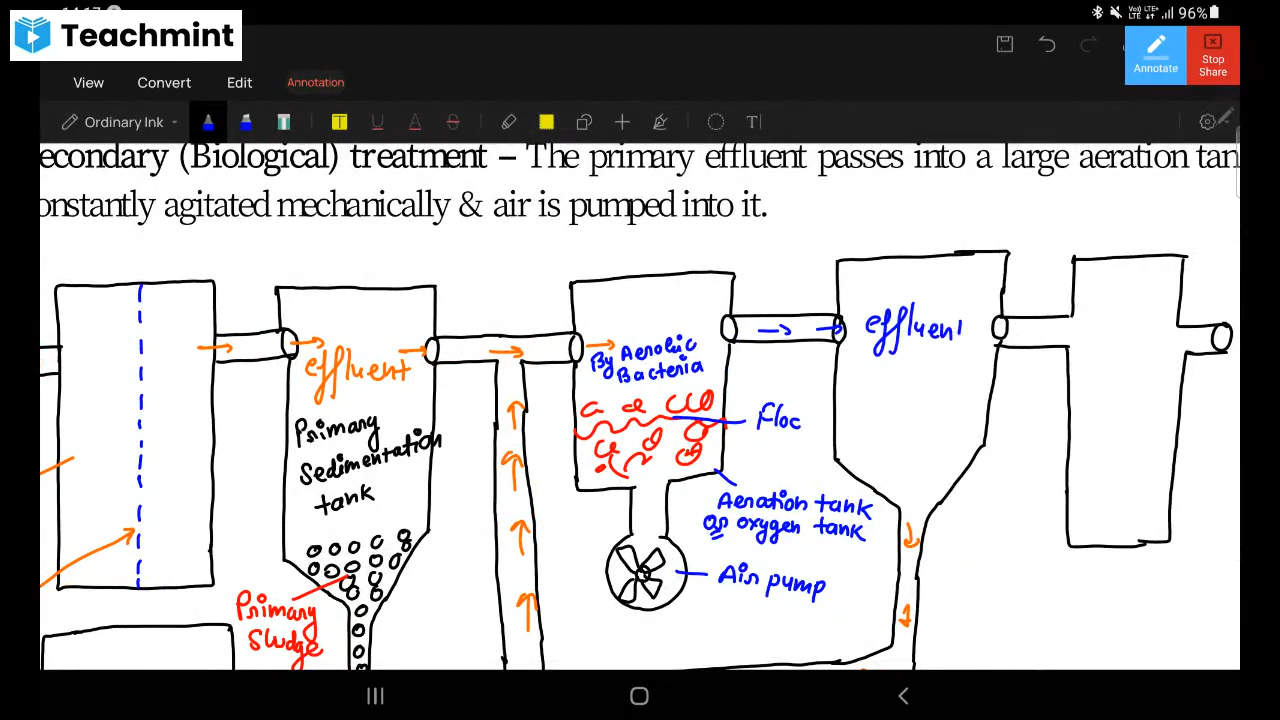 Teachmint
96%
View Convert Edit Annotation
Annotate
Stop
Share
Ordinary Ink
econdary (Biological) treatment – The primary effluent passes into a large aeration tan
onstantly agitated mechanically & air is pumped into it.
effluent
Primary
Sedimentation
tank
Primary
Sludge
By Aerobic
Bacteria
Floc
Aeration tank
or oxygen tank
Air pump
effluent